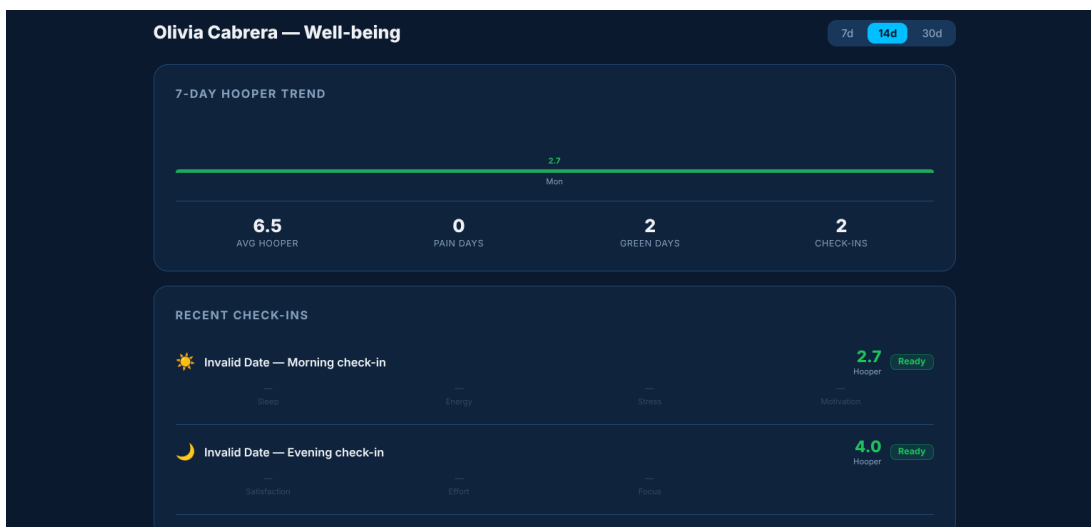 Olivia Cabrera — Well-being
7d 14d 30d
7-DAY HOOPER TREND
2.7
Mon
6.5 0 2 2
AVG HOOPER PAIN DAYS GREEN DAYS CHECK-INS
RECENT CHECK-INS
Invalid Date — Morning check-in 2.7 Ready
Hooper
— — — —
Sleep Energy Stress Motivation
Invalid Date — Evening check-in 4.0 Ready
Hooper
— — —
Satisfaction Effort Focus